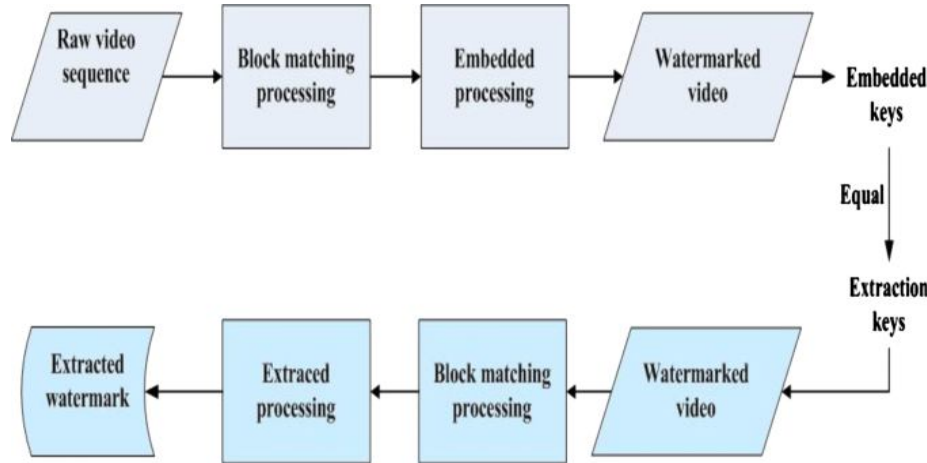 Raw video
sequence
Block matching
processing
Embedded
processing
Watermarked
video
Embedded
keys
Equal
Extraction
keys
Watermarked
video
Block matching
processing
Extraced
processing
Extracted
watermark